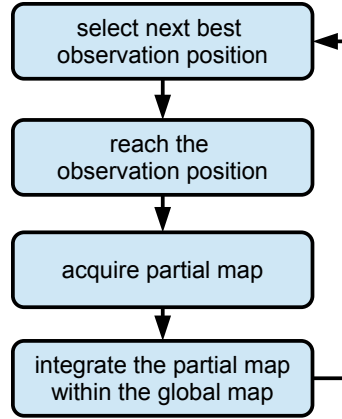 select next best
observation position
reach the
observation position
acquire partial map
integrate the partial map
within the global map